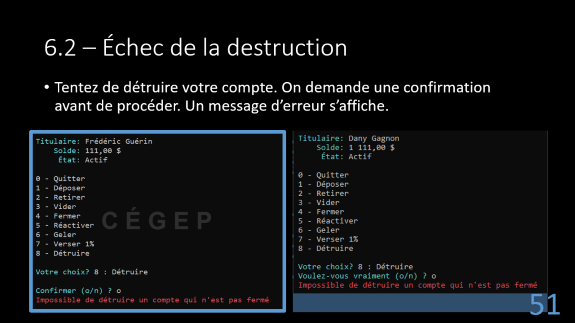 6.2 – Échec de la destruction
• Tentez de détruire votre compte. On demande une confirmation
avant de procéder. Un message d’erreur s’affiche.
Titulaire: Frédéric Guérin
Solde: 111,00 $
État: Actif
0 - Quitter
1 - Déposer
2 - Retirer
3 - Vider
4 - Fermer
5 - Réactiver
6 - Geler
7 - Verser 1%
8 - Détruire
Votre choix? 8 : Détruire
Confirmer (o/n) ? o
Impossible de détruire un compte qui n'est pas fermé
CÉGEP
Titulaire: Dany Gagnon
Solde: 1 111,00 $
État: Actif
0 - Quitter
1 - Déposer
2 - Retirer
3 - Vider
4 - Fermer
5 - Réactiver
6 - Geler
7 - Verser 1%
8 - Détruire
Votre choix? 8 : Détruire
Voulez-vous vraiment (o/n) ? o
Impossible de détruire un compte qui n'est pas fermé
51